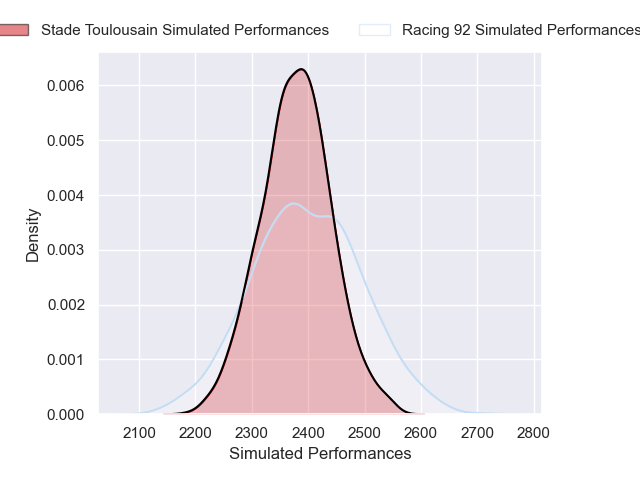 Stade Toulousain Simulated Performances
Racing 92 Simulated Performances
0.006
0.005
0.004
0.003
0.002
0.001
0.000
Density
2100 2200 2300 2400 2500 2600 2700 2800
Simulated Performances